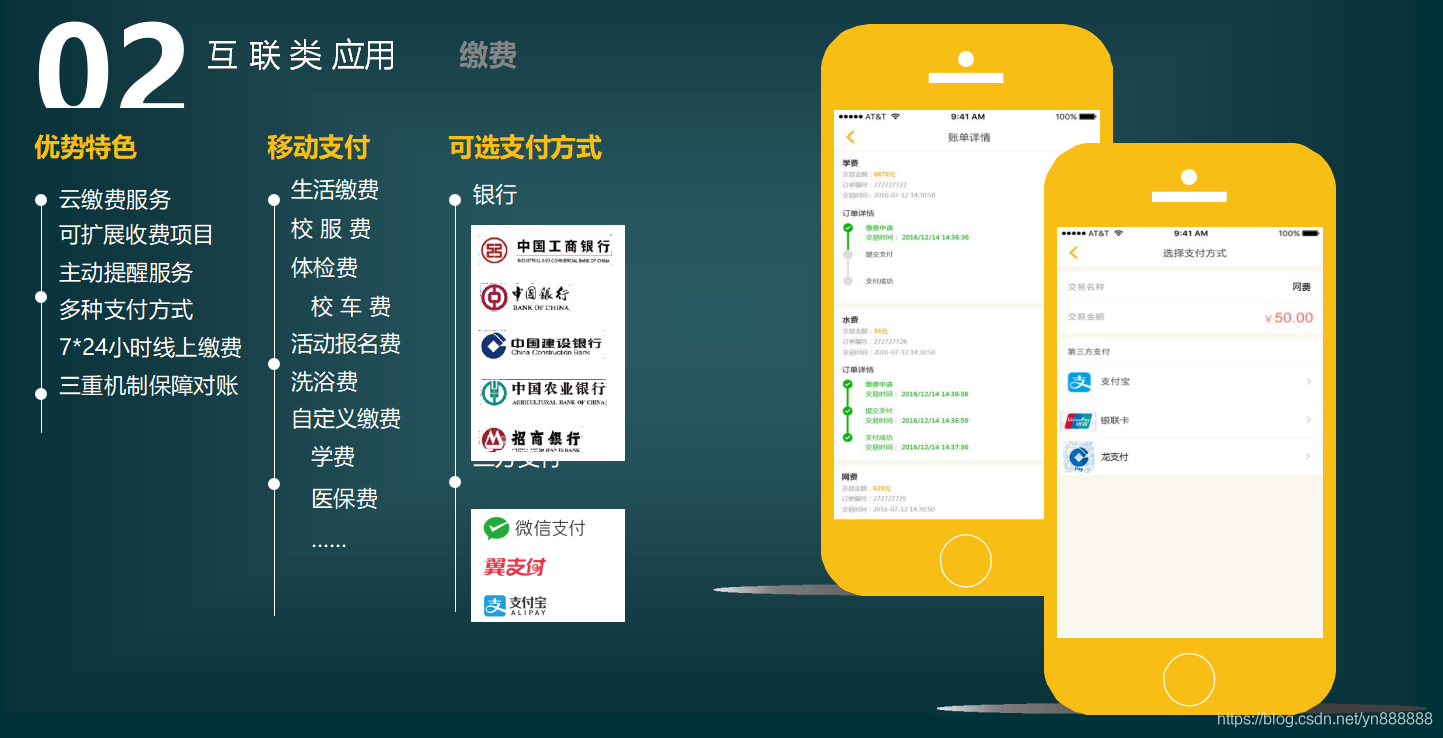 02
互联类应用
缴费
优势特色
云缴费服务
可扩展收费项目
主动提醒服务
多种支付方式
7*24小时线上缴费
三重机制保障对账
移动支付
生活缴费
校 服 费
体检费
校 车 费
活动报名费
洗浴费
自定义缴费
学费
医保费
......
可选支付方式
银行
中国工商银行
INDUSTRIAL AND COMMERCIAL BANK OF CHINA
中国银行
BANK OF CHINA
中国建设银行
China Construction Bank
中国农业银行
AGRICULTURAL BANK OF CHINA
招商银行
微信支付
翼支付
支付宝
ALIPAY
AT&T
9:41 AM
100%
账单详情
学费
交易金额：6678元
订单编号：272727727
交易时间：2016-07-12 14:30:50
订单详情
缴费申请
交易时间： 2016/12/14 14:36:36
提交支付
支付成功
水费
交易金额：36元
订单编号：272727728
交易时间：2016-07-12 14:30:50
订单详情
缴费申请
交易时间： 2016/12/14 14:36:36
提交支付
交易时间： 2016/12/14 14:36:59
支付成功
交易时间： 2016/12/14 14:37:36
网费
交易金额：625元
订单编号：272727729
交易时间：2016-07-12 14:30:50
AT&T
9:41 AM
100%
选择支付方式
交易名称 网费
交易金额 ￥50.00
第三方支付
支付宝
银联卡
龙支付
https://blog.csdn.net/yn888888